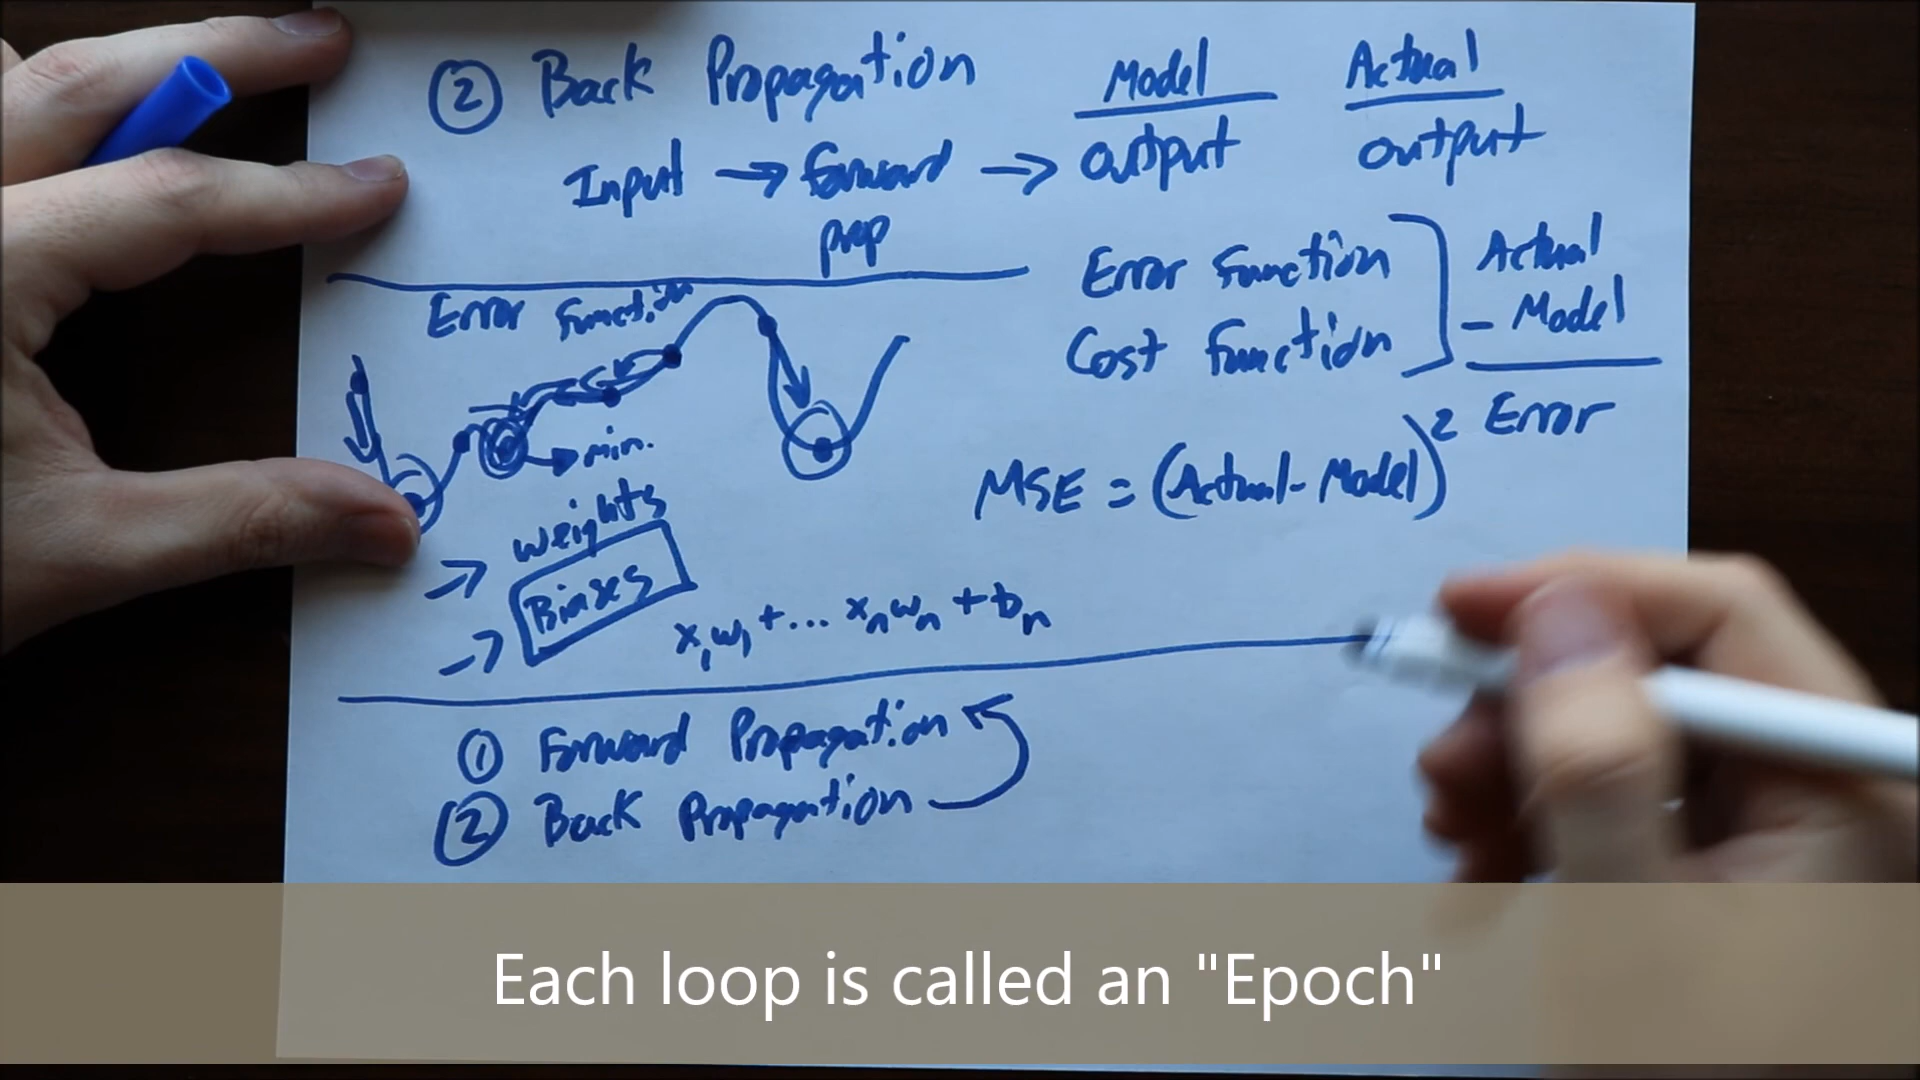 ② Back Propagation
Input → forward prop → Model output
Actual output
Error function
Cost function
Actual
- Model
Error
MSE = (Actual - Model)²
Error function
min.
→ weights
→ Biases
x₁w₁ + ... xₙwₙ + bₙ
① Forward Propagation
② Back Propagation
Each loop is called an "Epoch"